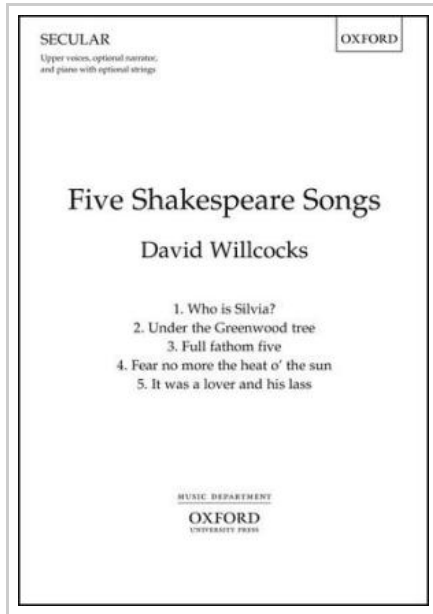 SECULAR
OXFORD
Upper voices, optional narrator,
and piano with optional strings
Five Shakespeare Songs
David Willcocks
1. Who is Silvia?
2. Under the Greenwood tree
3. Full fathom five
4. Fear no more the heat o' the sun
5. It was a lover and his lass
MUSIC DEPARTMENT
OXFORD
UNIVERSITY PRESS